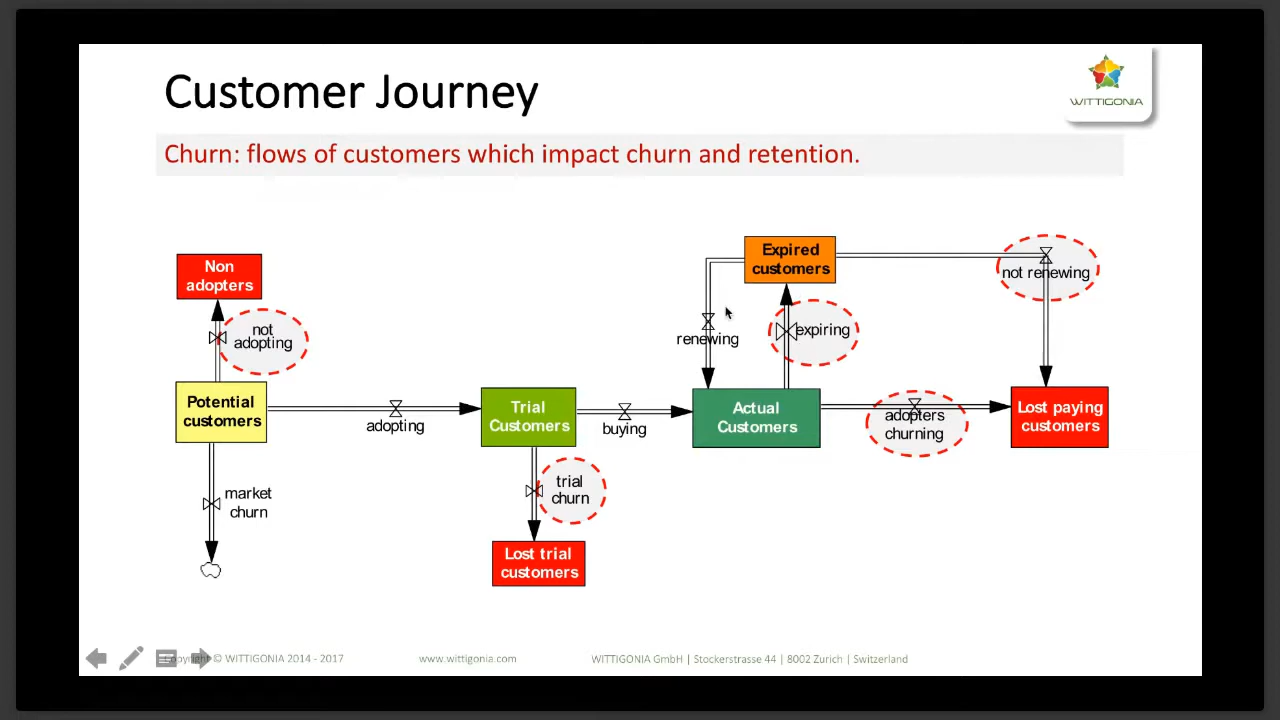 Customer Journey
WITTIGONIA
Churn: flows of customers which impact churn and retention.
Non
adopters
not
adopting
Potential
customers
market
churn
adopting
Trial
Customers
trial
churn
Lost trial
customers
buying
Expired
customers
renewing
expiring
not renewing
Actual
Customers
adopters
churning
Lost paying
customers
Copyright © WITTIGONIA 2014 - 2017
www.wittigonia.com
WITTIGONIA GmbH | Stockerstrasse 44 | 8002 Zurich | Switzerland